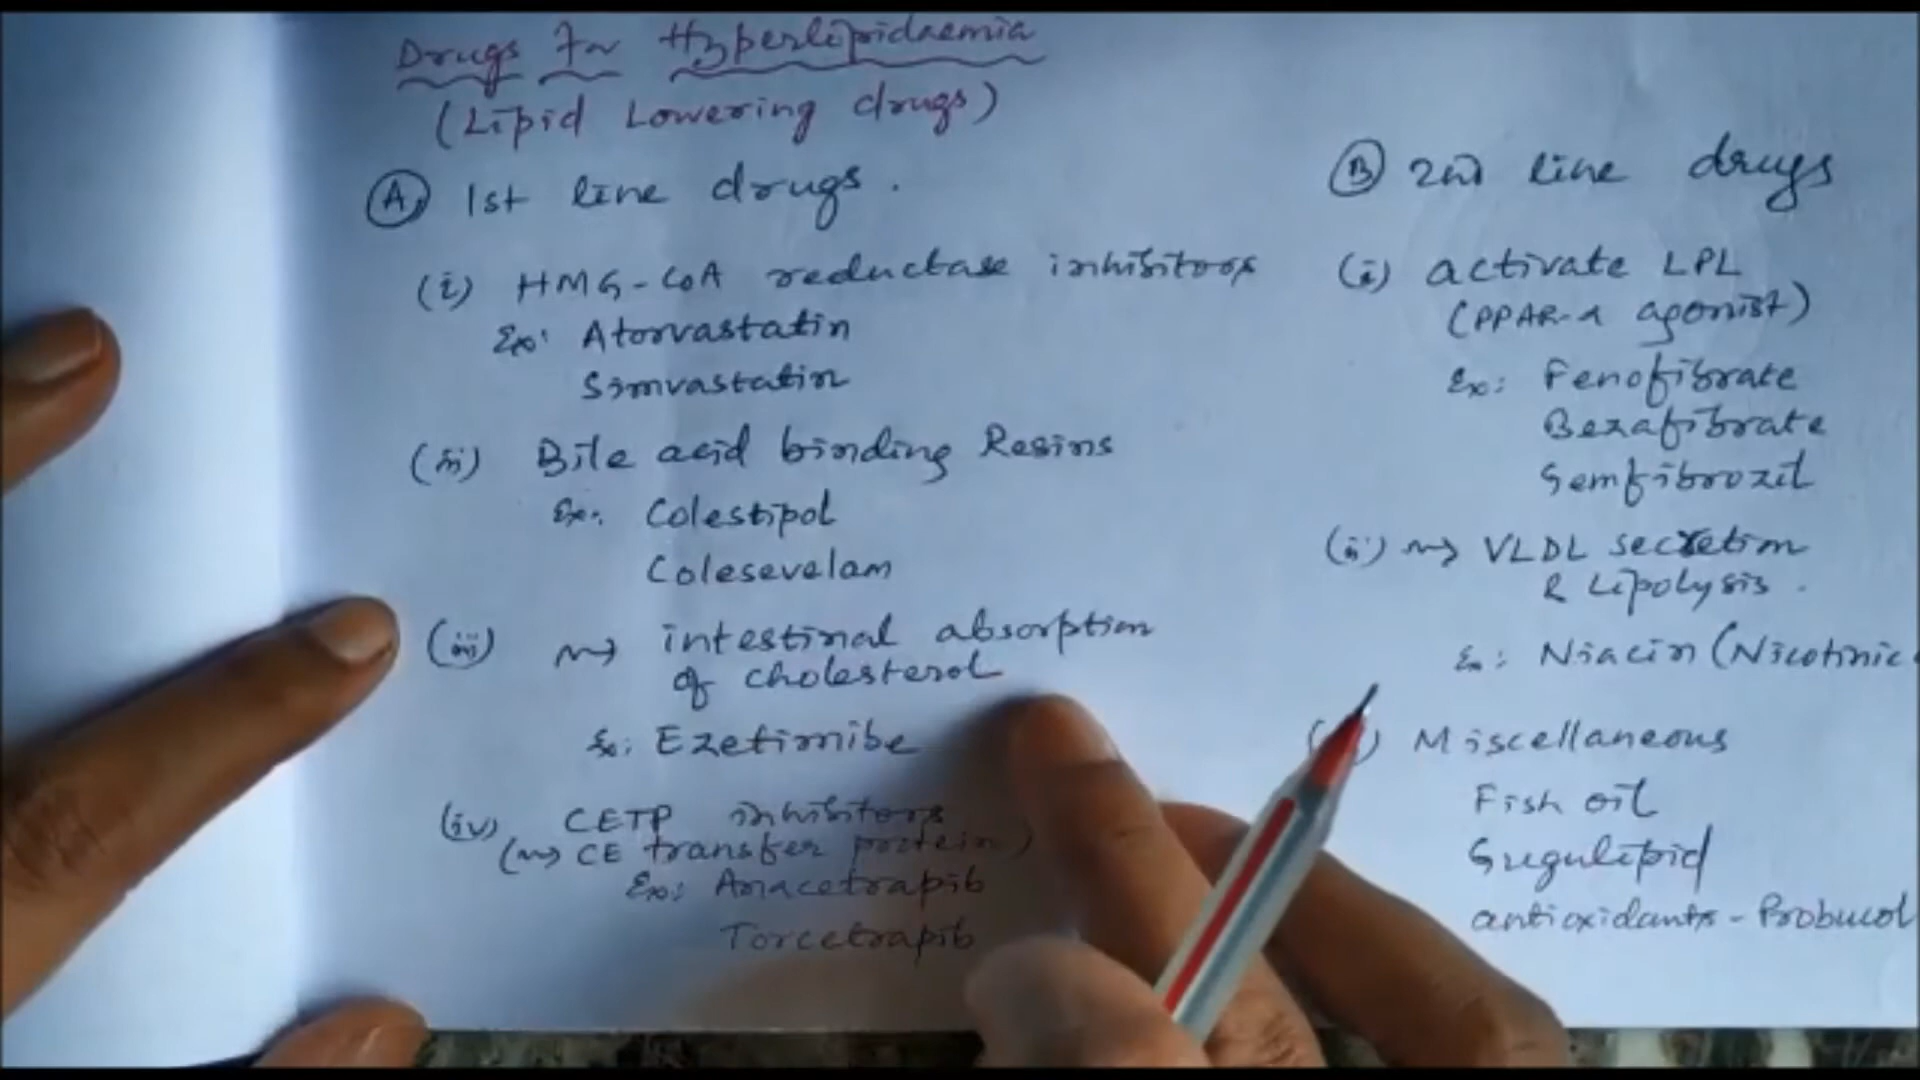 Drugs For Hyperlipidaemia
(Lipid Lowering drugs)
(A) 1st line drugs.
(i) HMG-CoA reductase inhibitors
Ex: Atorvastatin
Simvastatin
(ii) Bile acid binding Resins
Ex: Colestipol
Colesevelam
(iii) ⇝ intestinal absorption
of cholesterol
Ex: Ezetimibe
(iv) CETP inhibitors
(⇝ CE transfer protein)
Ex: Anacetrapib
Torcetrapib
(B) 2nd line drugs
(i) activate LPL
(PPAR-α agonist)
Ex: Fenofibrate
Bezafibrate
Gemfibrozil
(ii) ⇝ VLDL secretion
& Lipolysis.
Ex: Niacin (Nicotinic
Miscellaneous
Fish oil
Gugulipid
antioxidants - Probucol